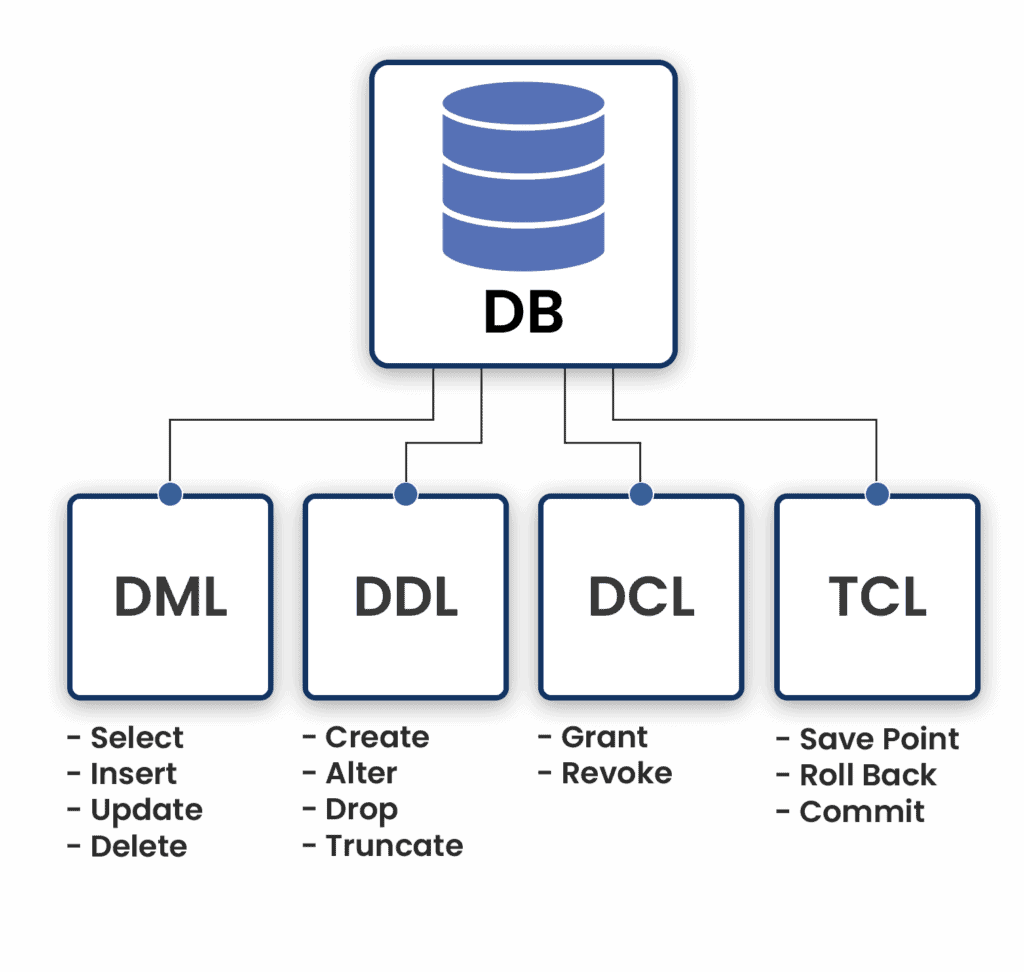 DB
DML
DDL
DCL
TCL
- Select
- Insert
- Update
- Delete
- Create
- Alter
- Drop
- Truncate
- Grant
- Revoke
- Save Point
- Roll Back
- Commit